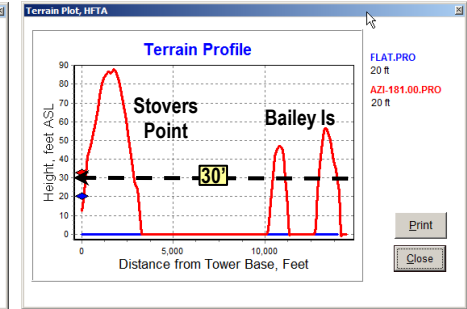 Terrain Plot, HFTA
Terrain Profile
FLAT.PRO
20 ft
AZI-181.00.PRO
20 ft
Height, feet ASL
90
80
70
60
50
40
30
20
10
0
Stovers
Point
Bailey Is
30'
0
5,000
10,000
Distance from Tower Base, Feet
Print
Close